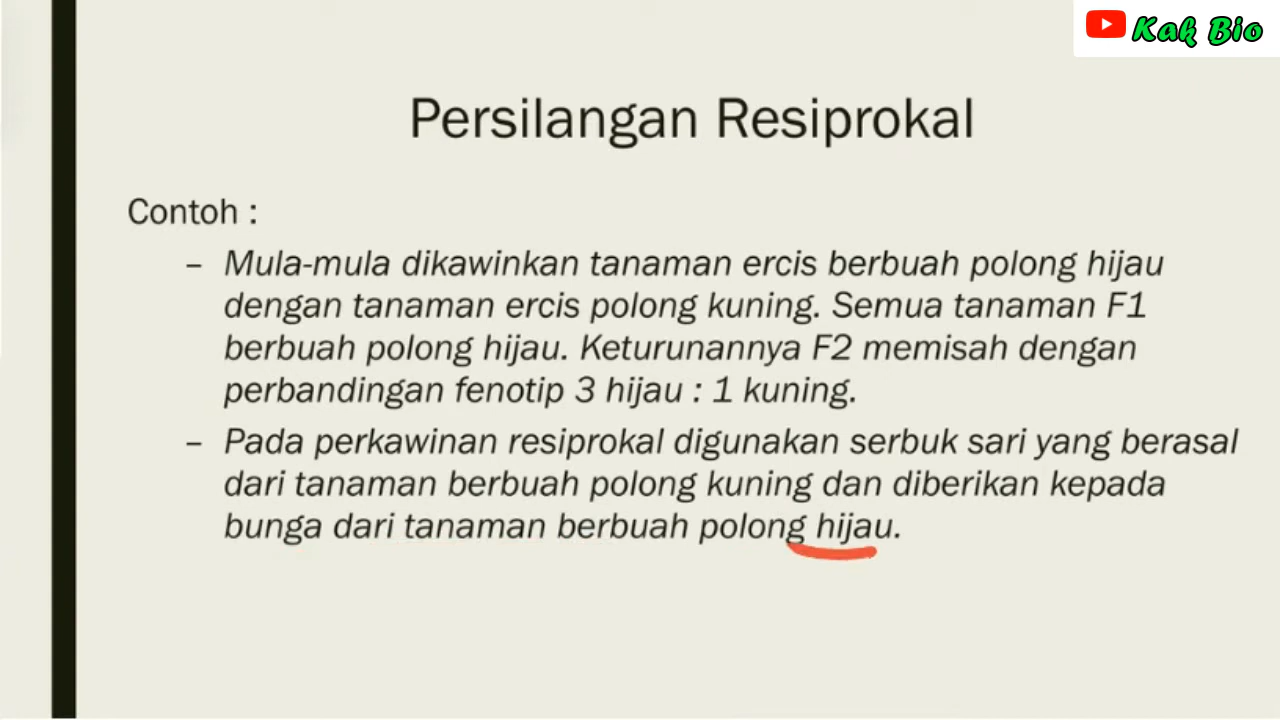 Kak Bio
Persilangan Resiprokal
Contoh :
– Mula-mula dikawinkan tanaman ercis berbuah polong hijau
dengan tanaman ercis polong kuning. Semua tanaman F1
berbuah polong hijau. Keturunannya F2 memisah dengan
perbandingan fenotip 3 hijau : 1 kuning.
– Pada perkawinan resiprokal digunakan serbuk sari yang berasal
dari tanaman berbuah polong kuning dan diberikan kepada
bunga dari tanaman berbuah polong hijau.